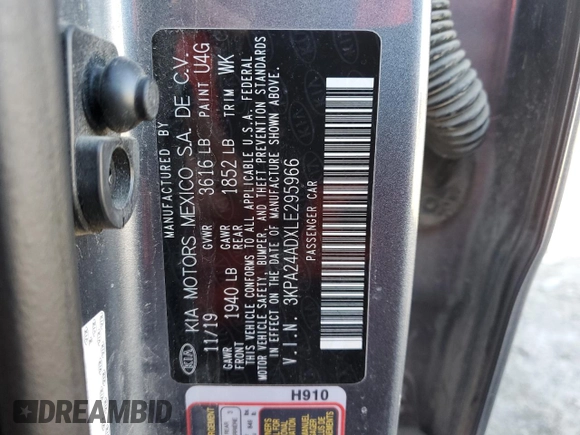 MANUFACTURED BY
KIA KIA MOTORS MEXICO S.A. DE C.V.
11/19 GVWR 3616 LB PAINT U4G
GAWR FRONT 1940 LB GAWR REAR 1852 LB TRIM WK
THIS VEHICLE CONFORMS TO ALL APPLICABLE U.S.A. FEDERAL
MOTOR VEHICLE SAFETY, BUMPER, AND THEFT PREVENTION STANDARDS
IN EFFECT ON THE DATE OF MANUFACTURE SHOWN ABOVE.
V.I.N. 3KPA24ADXLE295966
PASSENGER CAR
H910
DREAMBID